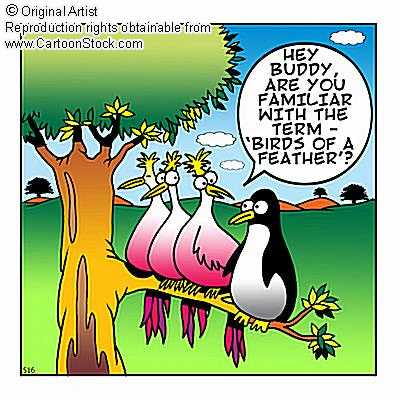 © Original Artist
Reproduction rights obtainable from
www.CartoonStock.com
HEY
BUDDY,
ARE YOU
FAMILIAR
WITH THE
TERM –
'BIRDS OF A
FEATHER'?
S16